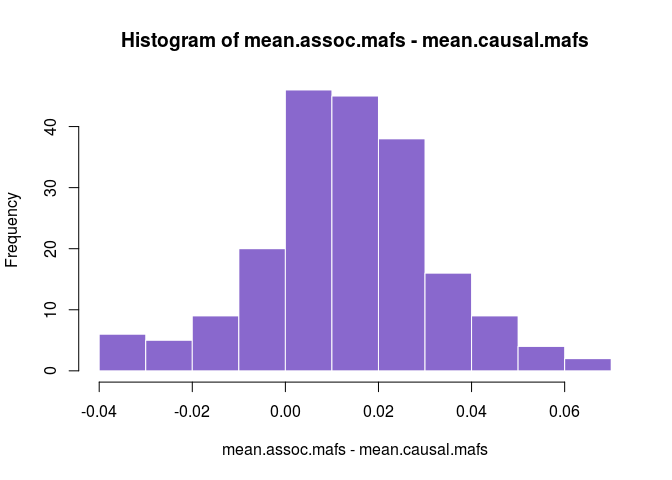 Histogram of mean.assoc.mafs - mean.causal.mafs
Frequency
40
30
20
10
0
-0.04 -0.02 0.00 0.02 0.04 0.06
mean.assoc.mafs - mean.causal.mafs